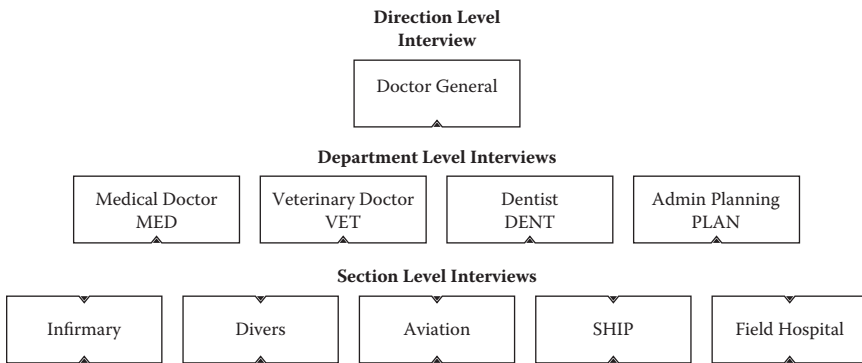 Direction Level
Interview
Doctor General
Department Level Interviews
Medical Doctor
MED
Veterinary Doctor
VET
Dentist
DENT
Admin Planning
PLAN
Section Level Interviews
Infirmary
Divers
Aviation
SHIP
Field Hospital